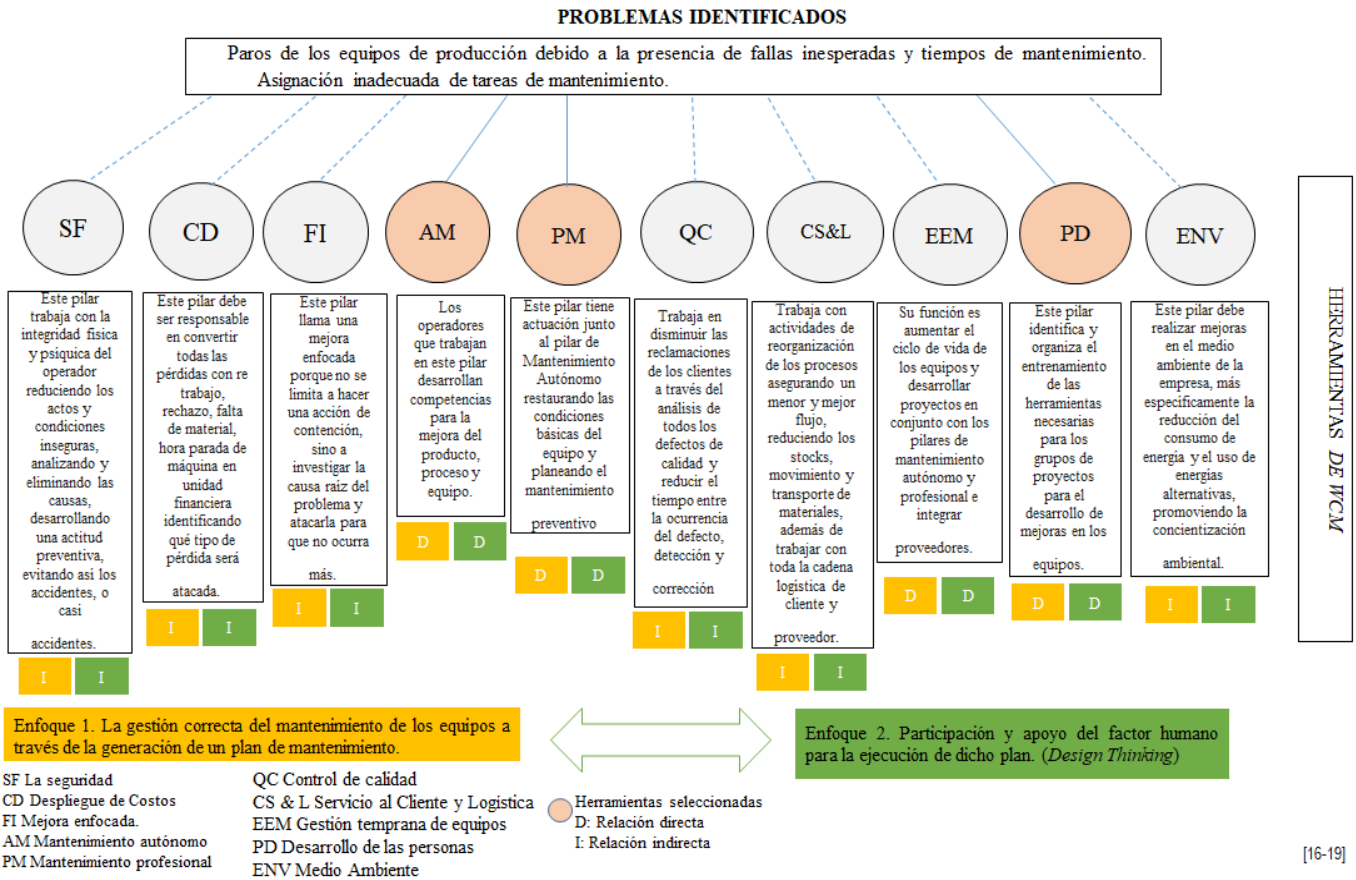 PROBLEMAS IDENTIFICADOS
Paros de los equipos de producción debido a la presencia de fallas inesperadas y tiempos de mantenimiento.
Asignación inadecuada de tareas de mantenimiento.
SF
CD
FI
AM
PM
QC
CS&L
EEM
PD
ENV
Este pilar
trabaja con la
integridad física
y psíquica del
operador
reduciendo los
actos y
condiciones
inseguras,
analizando y
eliminando las
causas,
desarrollando
una actitud
preventiva,
evitando así los
accidentes, o
casi
accidentes.
I I
Este pilar debe
ser responsable
en convertir
todas las
pérdidas con re
trabajo,
rechazo, falta
de material,
hora parada de
máquina en
unidad
financiera
identificando
qué tipo de
pérdida será
atacada.
I I
Este pilar
llama una
mejora
enfocada
porque no se
limita a hacer
una acción de
contención,
sino a
investigar la
causa raíz del
problema y
atacarla para
que no ocurra
más.
I I
Los
operadores
que trabajan
en este pilar
desarrollan
competencias
para la
mejora del
producto,
proceso y
equipo.
D D
Este pilar tiene
actuación junto
al pilar de
Mantenimiento
Autónomo
restaurando las
condiciones
básicas del
equipo y
planeando el
mantenimiento
preventivo
D D
Trabaja en
disminuir las
reclamaciones
de los clientes
a través del
análisis de
todos los
defectos de
calidad y
reducir el
tiempo entre
la ocurrencia
del defecto,
detección y
corrección
I I
Trabaja con
actividades de
reorganización
de los procesos
asegurando un
menor y mejor
flujo,
reduciendo los
stocks,
movimiento y
transporte de
materiales,
además de
trabajar con
toda la cadena
logística de
cliente y
proveedor.
I I
Su función es
aumentar el
ciclo de vida de
los equipos y
desarrollar
proyectos en
conjunto con los
pilares de
mantenimiento
autónomo y
profesional e
integrar
proveedores.
D D
Este pilar
identifica y
organiza el
entrenamiento
de las
herramientas
necesarias
para los
grupos de
proyectos
para el
desarrollo de
mejoras en los
equipos.
D D
Este pilar debe
realizar mejoras
en el medio
ambiente de la
empresa, más
específicamente la
reducción del
consumo de
energía y el uso de
energías
alternativas,
promoviendo la
concientización
ambiental.
I I
HERRAMIENTAS DE WCM
Enfoque 1. La gestión correcta del mantenimiento de los equipos a
través de la generación de un plan de mantenimiento.
Enfoque 2. Participación y apoyo del factor humano
para la ejecución de dicho plan. (Design Thinking)
SF La seguridad
CD Despliegue de Costos
FI Mejora enfocada.
AM Mantenimiento autónomo
PM Mantenimiento profesional
QC Control de calidad
CS & L Servicio al Cliente y Logística
EEM Gestión temprana de equipos
PD Desarrollo de las personas
ENV Medio Ambiente
Herramientas seleccionadas
D: Relación directa
I: Relación indirecta
[16-19]